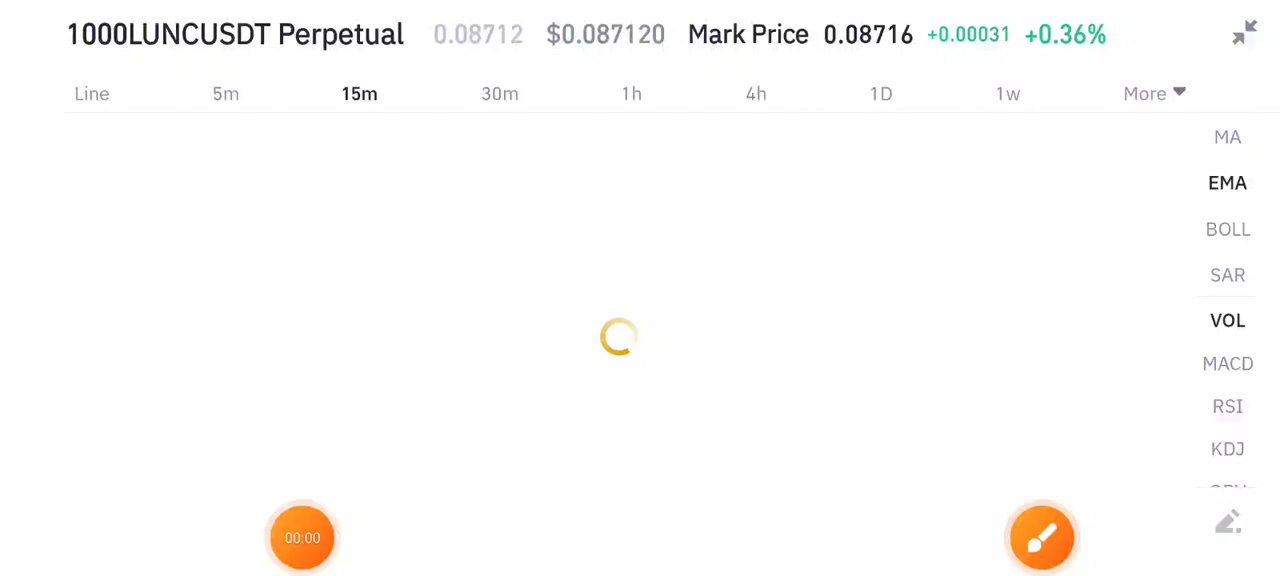 1000LUNCUSDT Perpetual 0.08712 $0.087120 Mark Price 0.08716 +0.00031 +0.36%
Line 5m 15m 30m 1h 4h 1D 1w More
MA
EMA
BOLL
SAR
VOL
MACD
RSI
KDJ
00:00